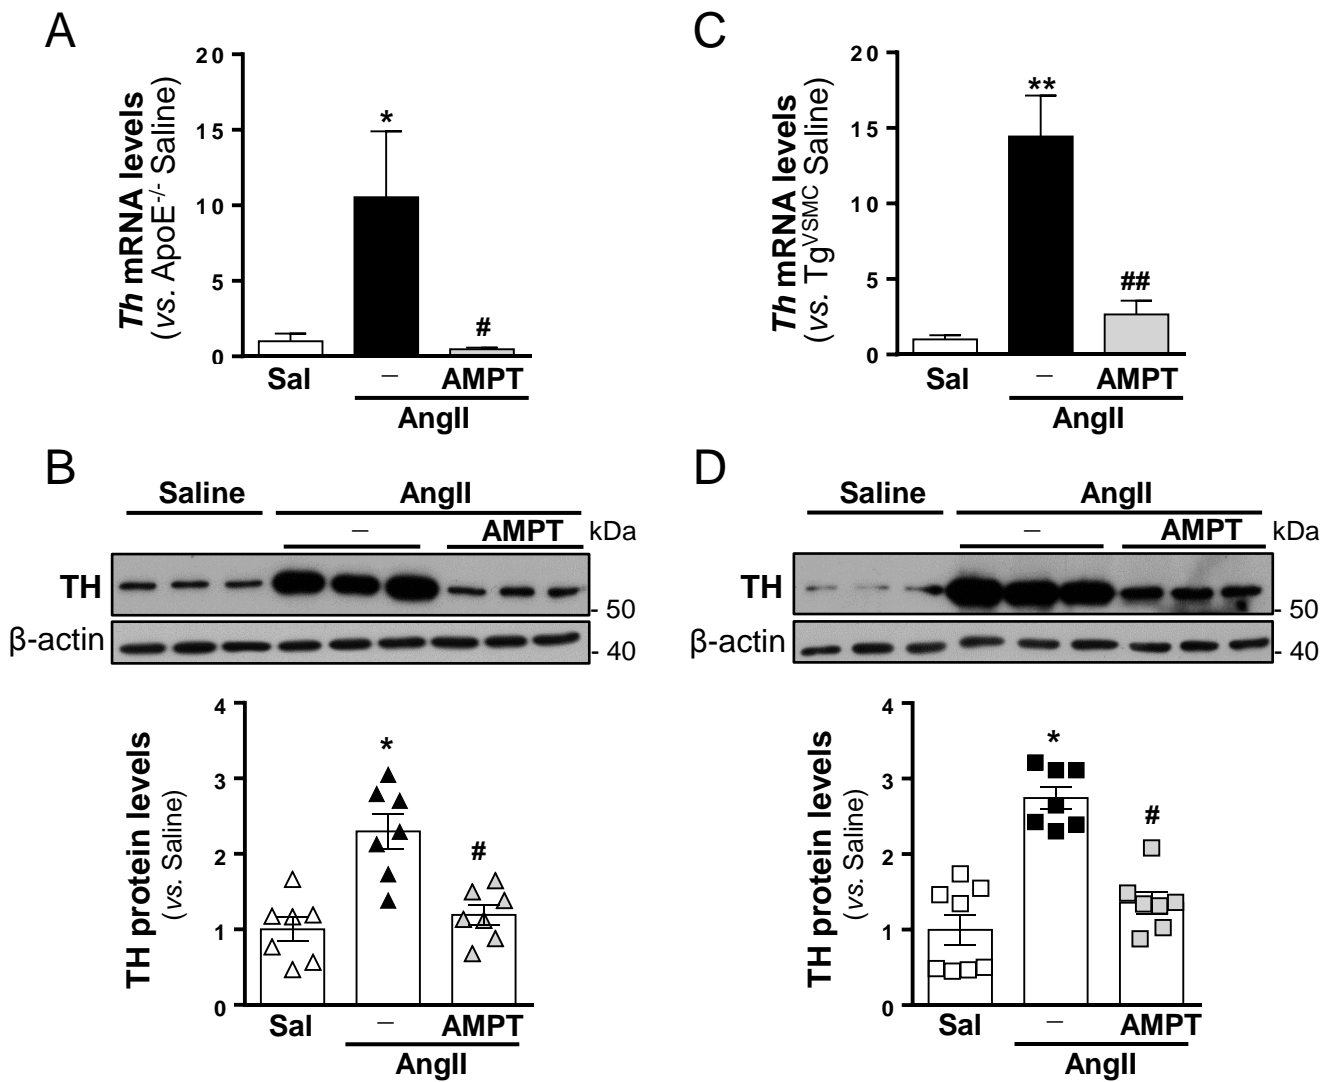 A
Th mRNA levels
(vs. ApoE-/- Saline)
20
15
10
5
0
*
#
Sal
–
AMPT
AngII
C
Th mRNA levels
(vs. TgVSMC Saline)
20
15
10
5
0
**
##
Sal
–
AMPT
AngII
B
Saline
AngII
–
AMPT
kDa
TH
- 50
β-actin
- 40
TH protein levels
(vs. Saline)
4
3
2
1
0
*
#
Sal
–
AMPT
AngII
D
Saline
AngII
–
AMPT
kDa
TH
- 50
β-actin
- 40
TH protein levels
(vs. Saline)
4
3
2
1
0
*
#
Sal
–
AMPT
AngII